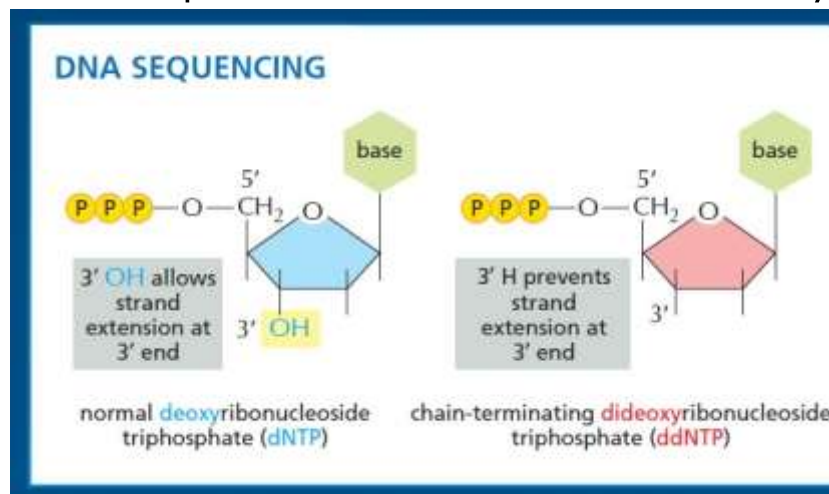 DNA SEQUENCING
base
5′
P P P—O—CH₂ O
3′ OH allows
strand
extension at
3′ end
3′ OH
normal deoxyribonucleoside
triphosphate (dNTP)
base
5′
P P P—O—CH₂ O
3′ H prevents
strand
extension at
3′ end
3′
chain-terminating dideoxyribonucleoside
triphosphate (ddNTP)